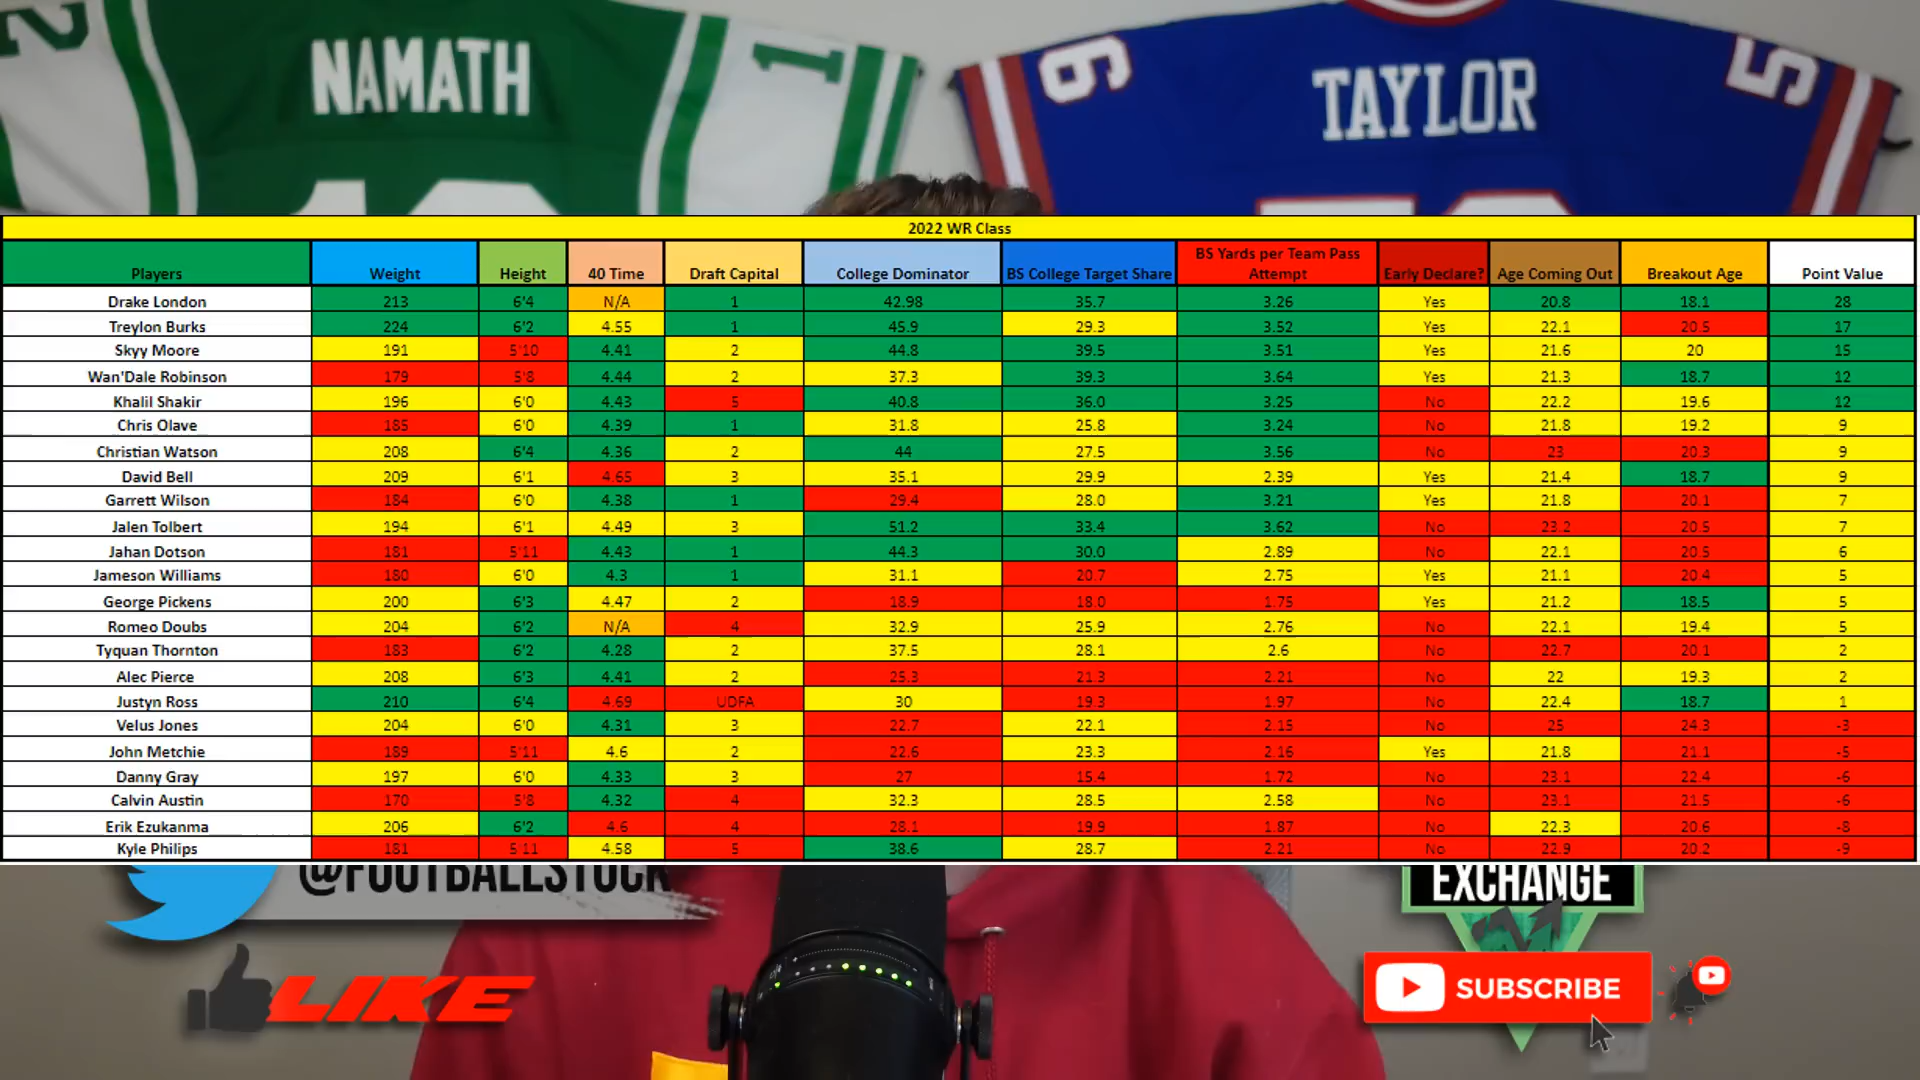 NAMATH
TAYLOR
2022 WR Class
Players Weight Height 40 Time Draft Capital College Dominator BS College Target Share BS Yards per Team Pass Attempt Early Declare? Age Coming Out Breakout Age Point Value
Drake London 213 6'4 N/A 1 42.98 35.7 3.26 Yes 20.8 18.1 28
Treylon Burks 224 6'2 4.55 1 45.9 29.3 3.52 Yes 22.1 20.5 17
Skyy Moore 191 5'10 4.41 2 44.8 39.5 3.51 Yes 21.6 20 15
Wan'Dale Robinson 179 5'8 4.44 2 37.3 39.3 3.64 Yes 21.3 18.7 12
Khalil Shakir 196 6'0 4.43 5 40.8 36.0 3.25 No 22.2 19.6 12
Chris Olave 185 6'0 4.39 1 31.8 25.8 3.24 No 21.8 19.2 9
Christian Watson 208 6'4 4.36 2 44 27.5 3.56 No 23 20.3 9
David Bell 209 6'1 4.65 3 35.1 29.9 2.39 Yes 21.4 18.7 9
Garrett Wilson 184 6'0 4.38 1 29.4 28.0 3.21 Yes 21.8 20.1 7
Jalen Tolbert 194 6'1 4.49 3 51.2 33.4 3.62 No 23.2 20.5 7
Jahan Dotson 181 5'11 4.43 1 44.3 30.0 2.89 No 22.1 20.5 6
Jameson Williams 180 6'0 4.3 1 31.1 20.7 2.75 Yes 21.1 20.4 5
George Pickens 200 6'3 4.47 2 18.9 18.0 1.75 Yes 21.2 18.5 5
Romeo Doubs 204 6'2 N/A 4 32.9 25.9 2.76 No 22.1 19.4 5
Tyquan Thornton 183 6'2 4.28 2 37.5 28.1 2.6 No 22.7 20.1 2
Alec Pierce 208 6'3 4.41 2 25.3 21.3 2.21 No 22 19.3 2
Justyn Ross 210 6'4 4.69 UDFA 30 19.3 1.97 No 22.4 18.7 1
Velus Jones 204 6'0 4.31 3 22.7 22.1 2.15 No 25 24.3 -3
John Metchie 189 5'11 4.6 2 22.6 23.3 2.16 Yes 21.8 21.1 -5
Danny Gray 197 6'0 4.33 3 27 15.4 1.72 No 23.1 22.4 -6
Calvin Austin 170 5'8 4.32 4 32.3 28.5 2.58 No 23.1 21.5 -6
Erik Ezukanma 206 6'2 4.6 4 28.1 19.9 1.87 No 22.3 20.6 -8
Kyle Philips 181 5'11 4.58 5 38.6 28.7 2.21 No 22.9 20.2 -9
@FOOTBALLSTOCK
EXCHANGE
LIKE
SUBSCRIBE